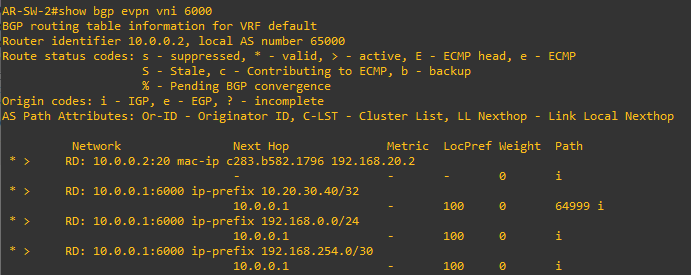 AR-SW-2#show bgp evpn vni 6000
BGP routing table information for VRF default
Router identifier 10.0.0.2, local AS number 65000
Route status codes: s - suppressed, * - valid, > - active, E - ECMP head, e - ECMP
                    S - Stale, c - Contributing to ECMP, b - backup
                    % - Pending BGP convergence
Origin codes: i - IGP, e - EGP, ? - incomplete
AS Path Attributes: Or-ID - Originator ID, C-LST - Cluster List, LL Nexthop - Link Local Nexthop

          Network                Next Hop              Metric  LocPref Weight  Path
 * >     RD: 10.0.0.2:20 mac-ip c283.b582.1796 192.168.20.2
                                 -                     -       -       0       i
 * >     RD: 10.0.0.1:6000 ip-prefix 10.20.30.40/32
                                 10.0.0.1              -       100     0       64999 i
 * >     RD: 10.0.0.1:6000 ip-prefix 192.168.0.0/24
                                 10.0.0.1              -       100     0       i
 * >     RD: 10.0.0.1:6000 ip-prefix 192.168.254.0/30
                                 10.0.0.1              -       100     0       i